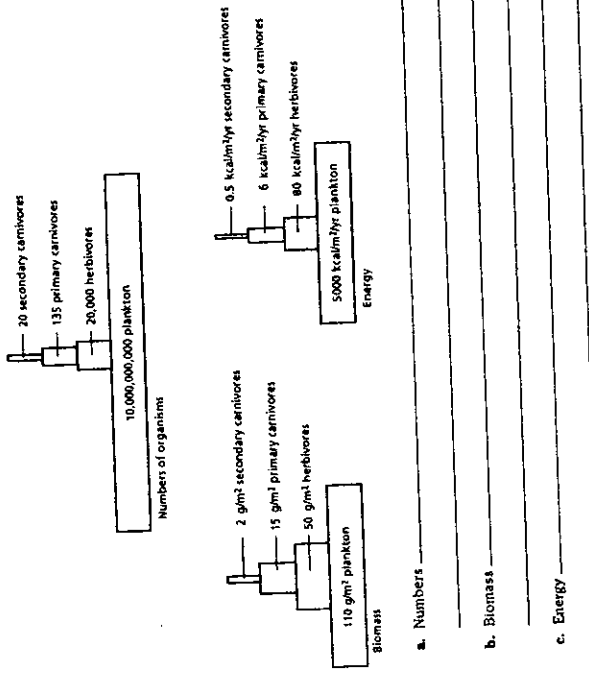 20 secondary carnivores
135 primary carnivores
20,000 herbivores
10,000,000,000 plankton
Numbers of organisms
2 g/m² secondary carnivores
15 g/m² primary carnivores
50 g/m² herbivores
110 g/m² plankton
Biomass
0.5 kcal/m²/yr secondary carnivores
6 kcal/m²/yr primary carnivores
80 kcal/m²/yr herbivores
5000 kcal/m²/yr plankton
Energy
a. Numbers
b. Biomass
c. Energy